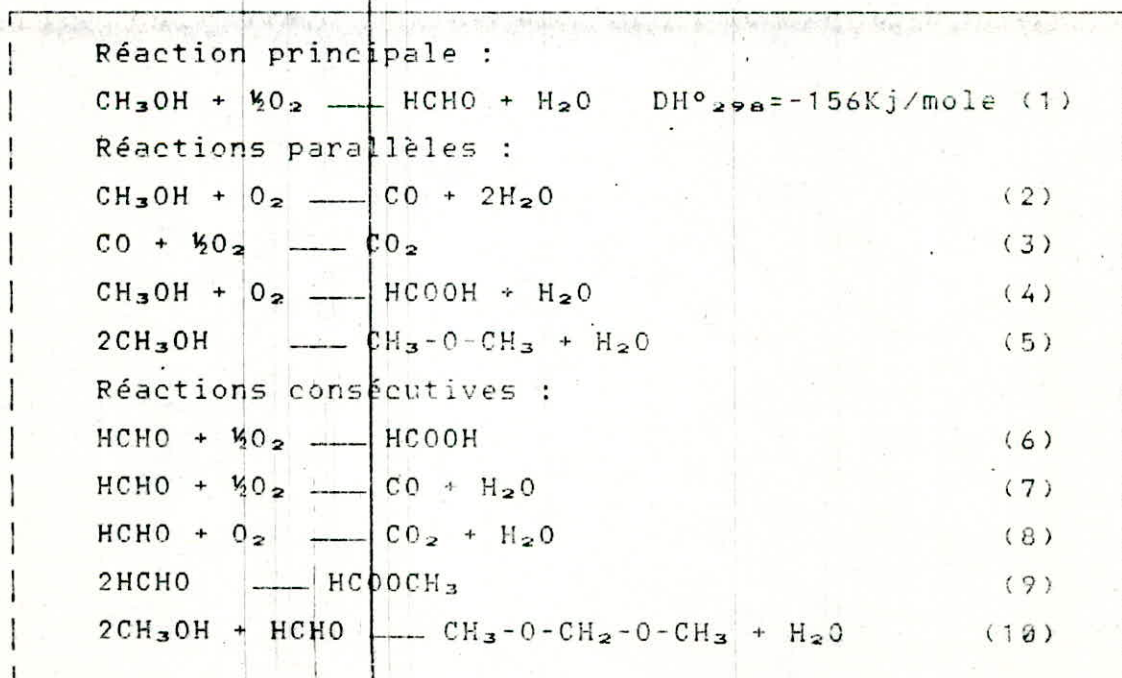 Réaction principale :
CH₃OH + ½O₂ —— HCHO + H₂O DH°₂₉₈=-156Kj/mole (1)
Réactions parallèles :
CH₃OH + O₂ —— CO + 2H₂O (2)
CO + ½O₂ —— CO₂ (3)
CH₃OH + O₂ —— HCOOH + H₂O (4)
2CH₃OH —— CH₃-O-CH₃ + H₂O (5)
Réactions consécutives :
HCHO + ½O₂ —— HCOOH (6)
HCHO + ½O₂ —— CO + H₂O (7)
HCHO + O₂ —— CO₂ + H₂O (8)
2HCHO —— HCOOCH₃ (9)
2CH₃OH + HCHO —— CH₃-O-CH₂-O-CH₃ + H₂O (10)